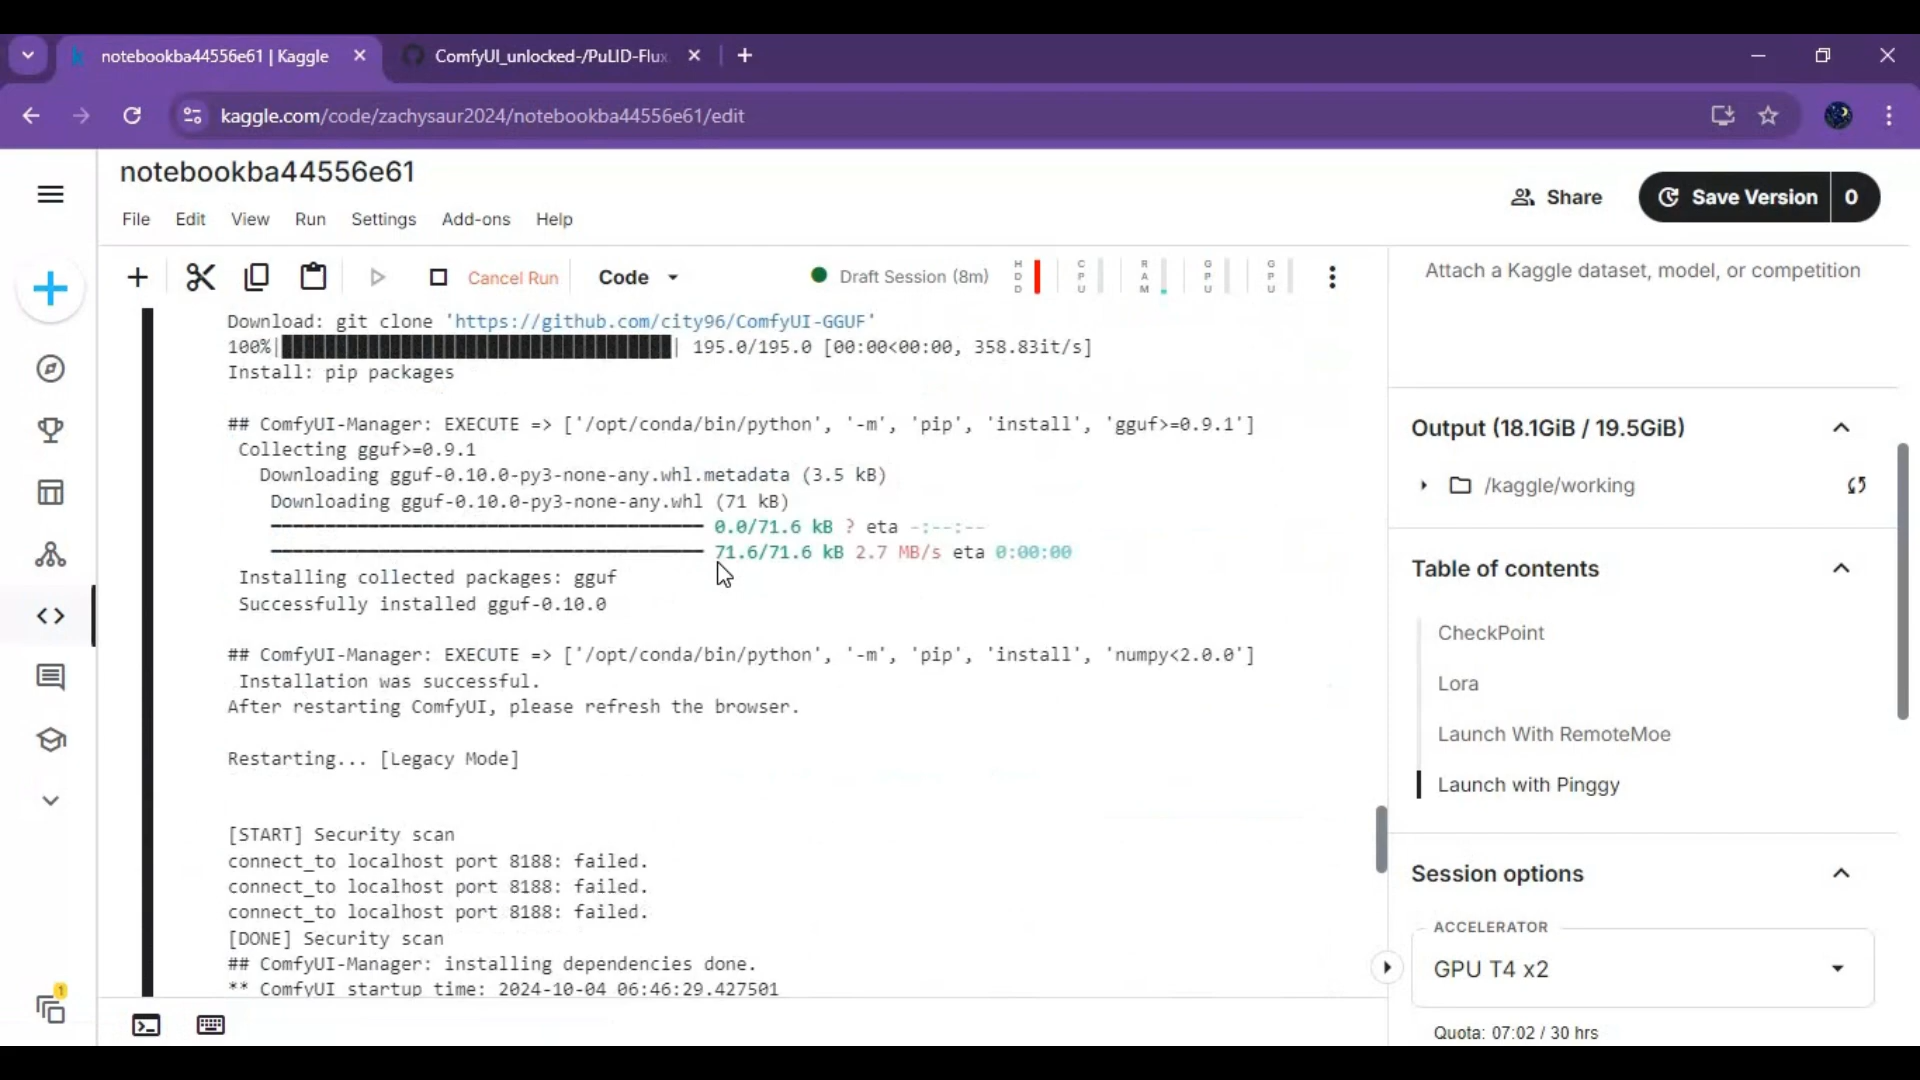 notebookba44556e61 | Kaggle
ComfyUI_unlocked-/PuLID-Flux
kaggle.com/code/zachysaur2024/notebookba44556e61/edit
notebookba44556e61
File Edit View Run Settings Add-ons Help
Share
Save Version 0
Cancel Run
Code
Draft Session (8m)
HDD
CPU
RAM
GPU
GPU
Download: git clone 'https://github.com/city96/ComfyUI-GGUF'
100%| | 195.0/195.0 [00:00<00:00, 358.83it/s]
Install: pip packages
## ComfyUI-Manager: EXECUTE => ['/opt/conda/bin/python', '-m', 'pip', 'install', 'gguf>=0.9.1']
Collecting gguf>=0.9.1
Downloading gguf-0.10.0-py3-none-any.whl.metadata (3.5 kB)
Downloading gguf-0.10.0-py3-none-any.whl (71 kB)
0.0/71.6 kB ? eta -:--:--
71.6/71.6 kB 2.7 MB/s eta 0:00:00
Installing collected packages: gguf
Successfully installed gguf-0.10.0
## ComfyUI-Manager: EXECUTE => ['/opt/conda/bin/python', '-m', 'pip', 'install', 'numpy<2.0.0']
Installation was successful.
After restarting ComfyUI, please refresh the browser.
Restarting... [Legacy Mode]
[START] Security scan
connect_to localhost port 8188: failed.
connect_to localhost port 8188: failed.
connect_to localhost port 8188: failed.
[DONE] Security scan
## ComfyUI-Manager: installing dependencies done.
** ComfyUI startup time: 2024-10-04 06:46:29.427501
Attach a Kaggle dataset, model, or competition
Output (18.1GiB / 19.5GiB)
/kaggle/working
Table of contents
CheckPoint
Lora
Launch With RemoteMoe
Launch with Pinggy
Session options
ACCELERATOR
GPU T4 x2
Quota: 07:02 / 30 hrs
1